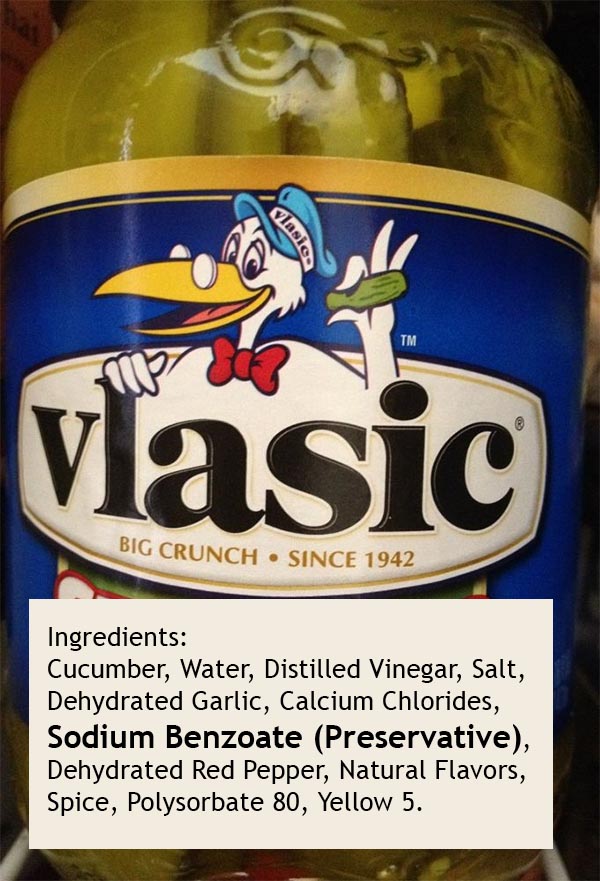 vlasic
TM
vlasic®
BIG CRUNCH • SINCE 1942
Ingredients:
Cucumber, Water, Distilled Vinegar, Salt,
Dehydrated Garlic, Calcium Chlorides,
Sodium Benzoate (Preservative),
Dehydrated Red Pepper, Natural Flavors,
Spice, Polysorbate 80, Yellow 5.